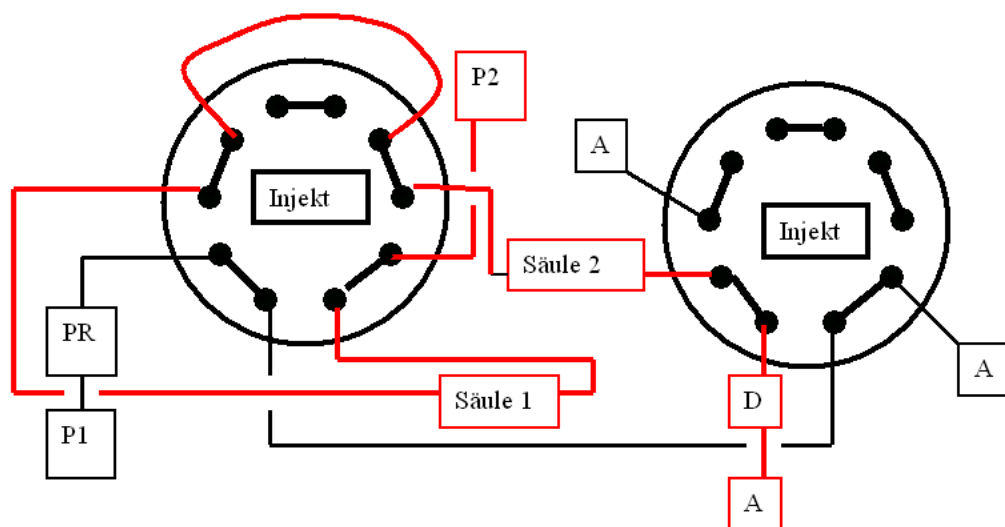 P2
A
Injekt
Injekt
Säule 2
PR
A
Säule 1
D
P1
A